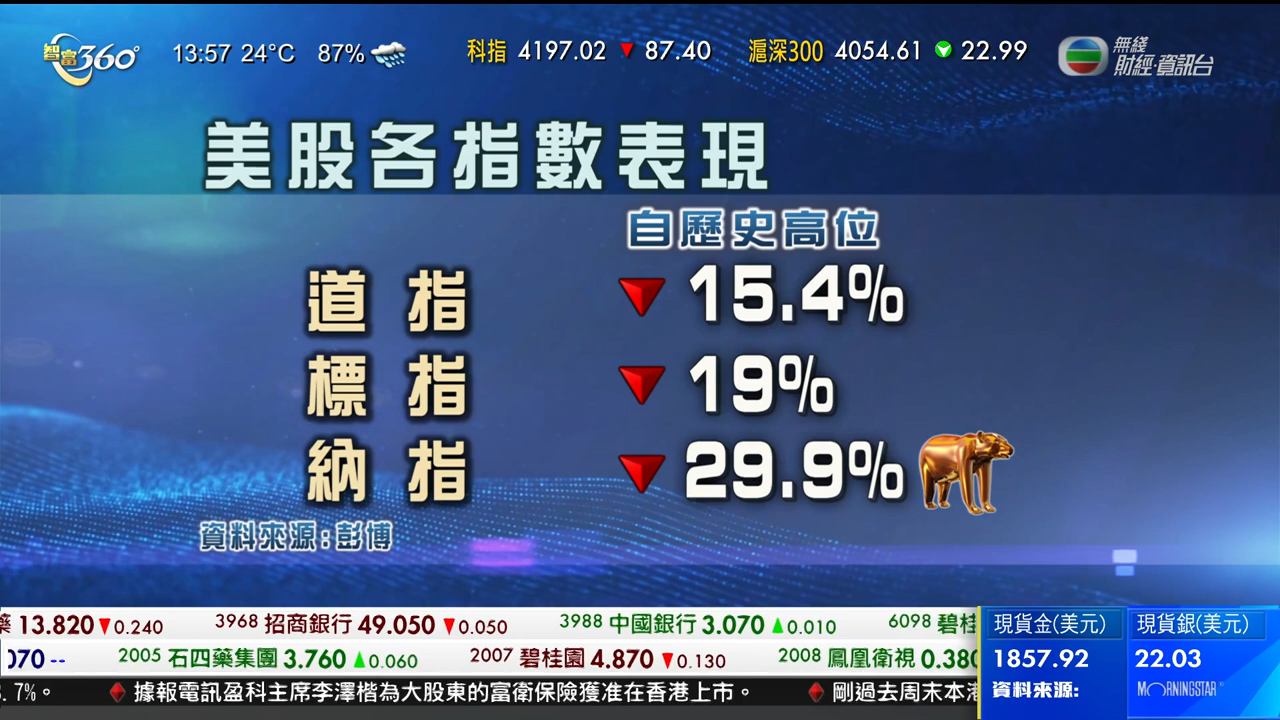 智富360°
13:57 24°C 87% 科指 4197.02 ▼ 87.40 滬深300 4054.61 22.99
無綫
財經·資訊台
美股各指數表現
自歷史高位
道指 ▼ 15.4%
標指 ▼ 19%
納指 ▼ 29.9%
資料來源:彭博
藥 13.820 ▼ 0.240 3968 招商銀行 49.050 ▼ 0.050 3988 中國銀行 3.070 ▲ 0.010 6098 碧桂
070 -- 2005 石四藥集團 3.760 ▲ 0.060 2007 碧桂園 4.870 ▼ 0.130 2008 鳳凰衛視 0.380
.7%。 ◆ 據報電訊盈科主席李澤楷為大股東的富衛保險獲准在香港上市。 ◆ 剛過去周末本港
現貨金(美元) 現貨銀(美元)
1857.92 22.03
資料來源: MORNINGSTAR